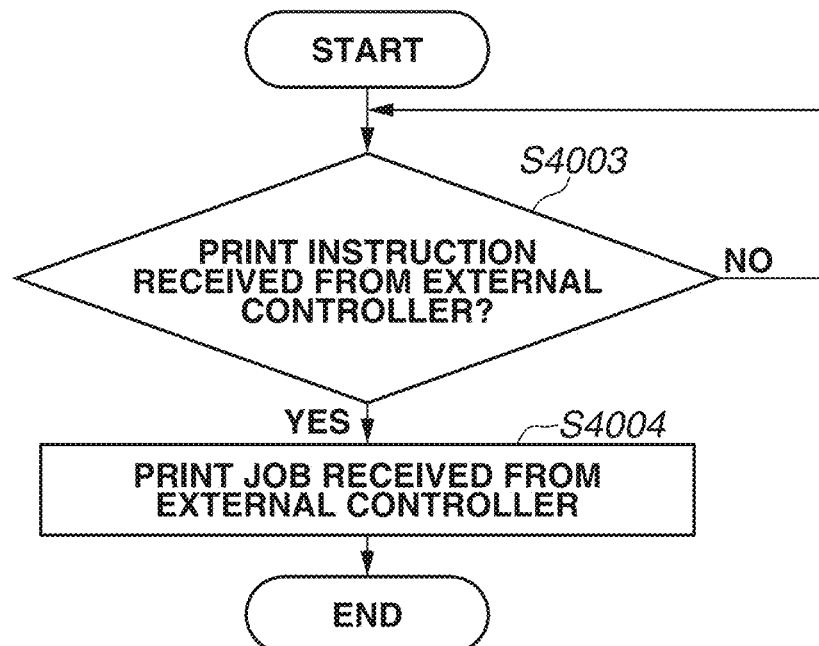 START
S4003
PRINT INSTRUCTION
RECEIVED FROM EXTERNAL
CONTROLLER?
NO
YES
S4004
PRINT JOB RECEIVED FROM
EXTERNAL CONTROLLER
END